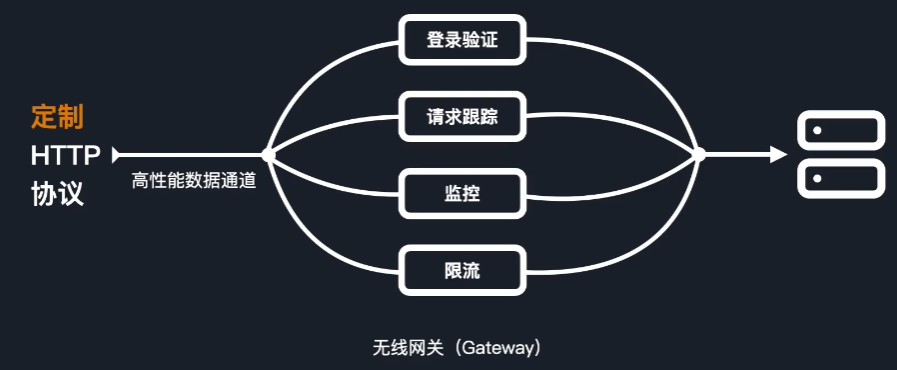 定制
HTTP
协议
高性能数据通道
登录验证
请求跟踪
监控
限流
无线网关（Gateway）